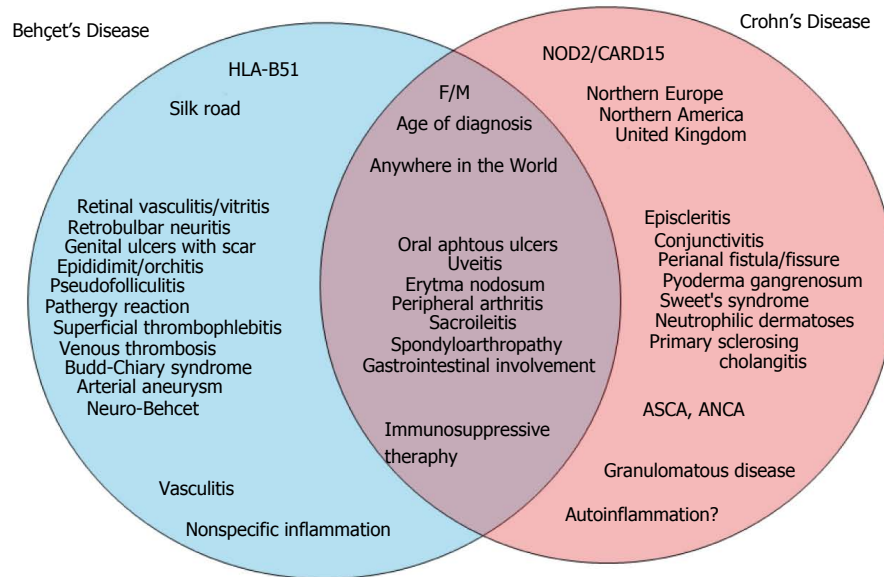 Behçet's Disease
Crohn's Disease
HLA-B51
Silk road
Retinal vasculitis/vitritis
Retrobulbar neuritis
Genital ulcers with scar
Epididimit/orchitis
Pseudofolliculitis
Pathergy reaction
Superficial thrombophlebitis
Venous thrombosis
Budd-Chiary syndrome
Arterial aneurysm
Neuro-Behcet
Vasculitis
Nonspecific inflammation
F/M
Age of diagnosis
Anywhere in the World
Oral aphtous ulcers
Uveitis
Erytma nodosum
Peripheral arthritis
Sacroileitis
Spondyloarthropathy
Gastrointestinal involvement
Immunosuppressive
theraphy
NOD2/CARD15
Northern Europe
Northern America
United Kingdom
Episcleritis
Conjunctivitis
Perianal fistula/fissure
Pyoderma gangrenosum
Sweet's syndrome
Neutrophilic dermatoses
Primary sclerosing
cholangitis
ASCA, ANCA
Granulomatous disease
Autoinflammation?